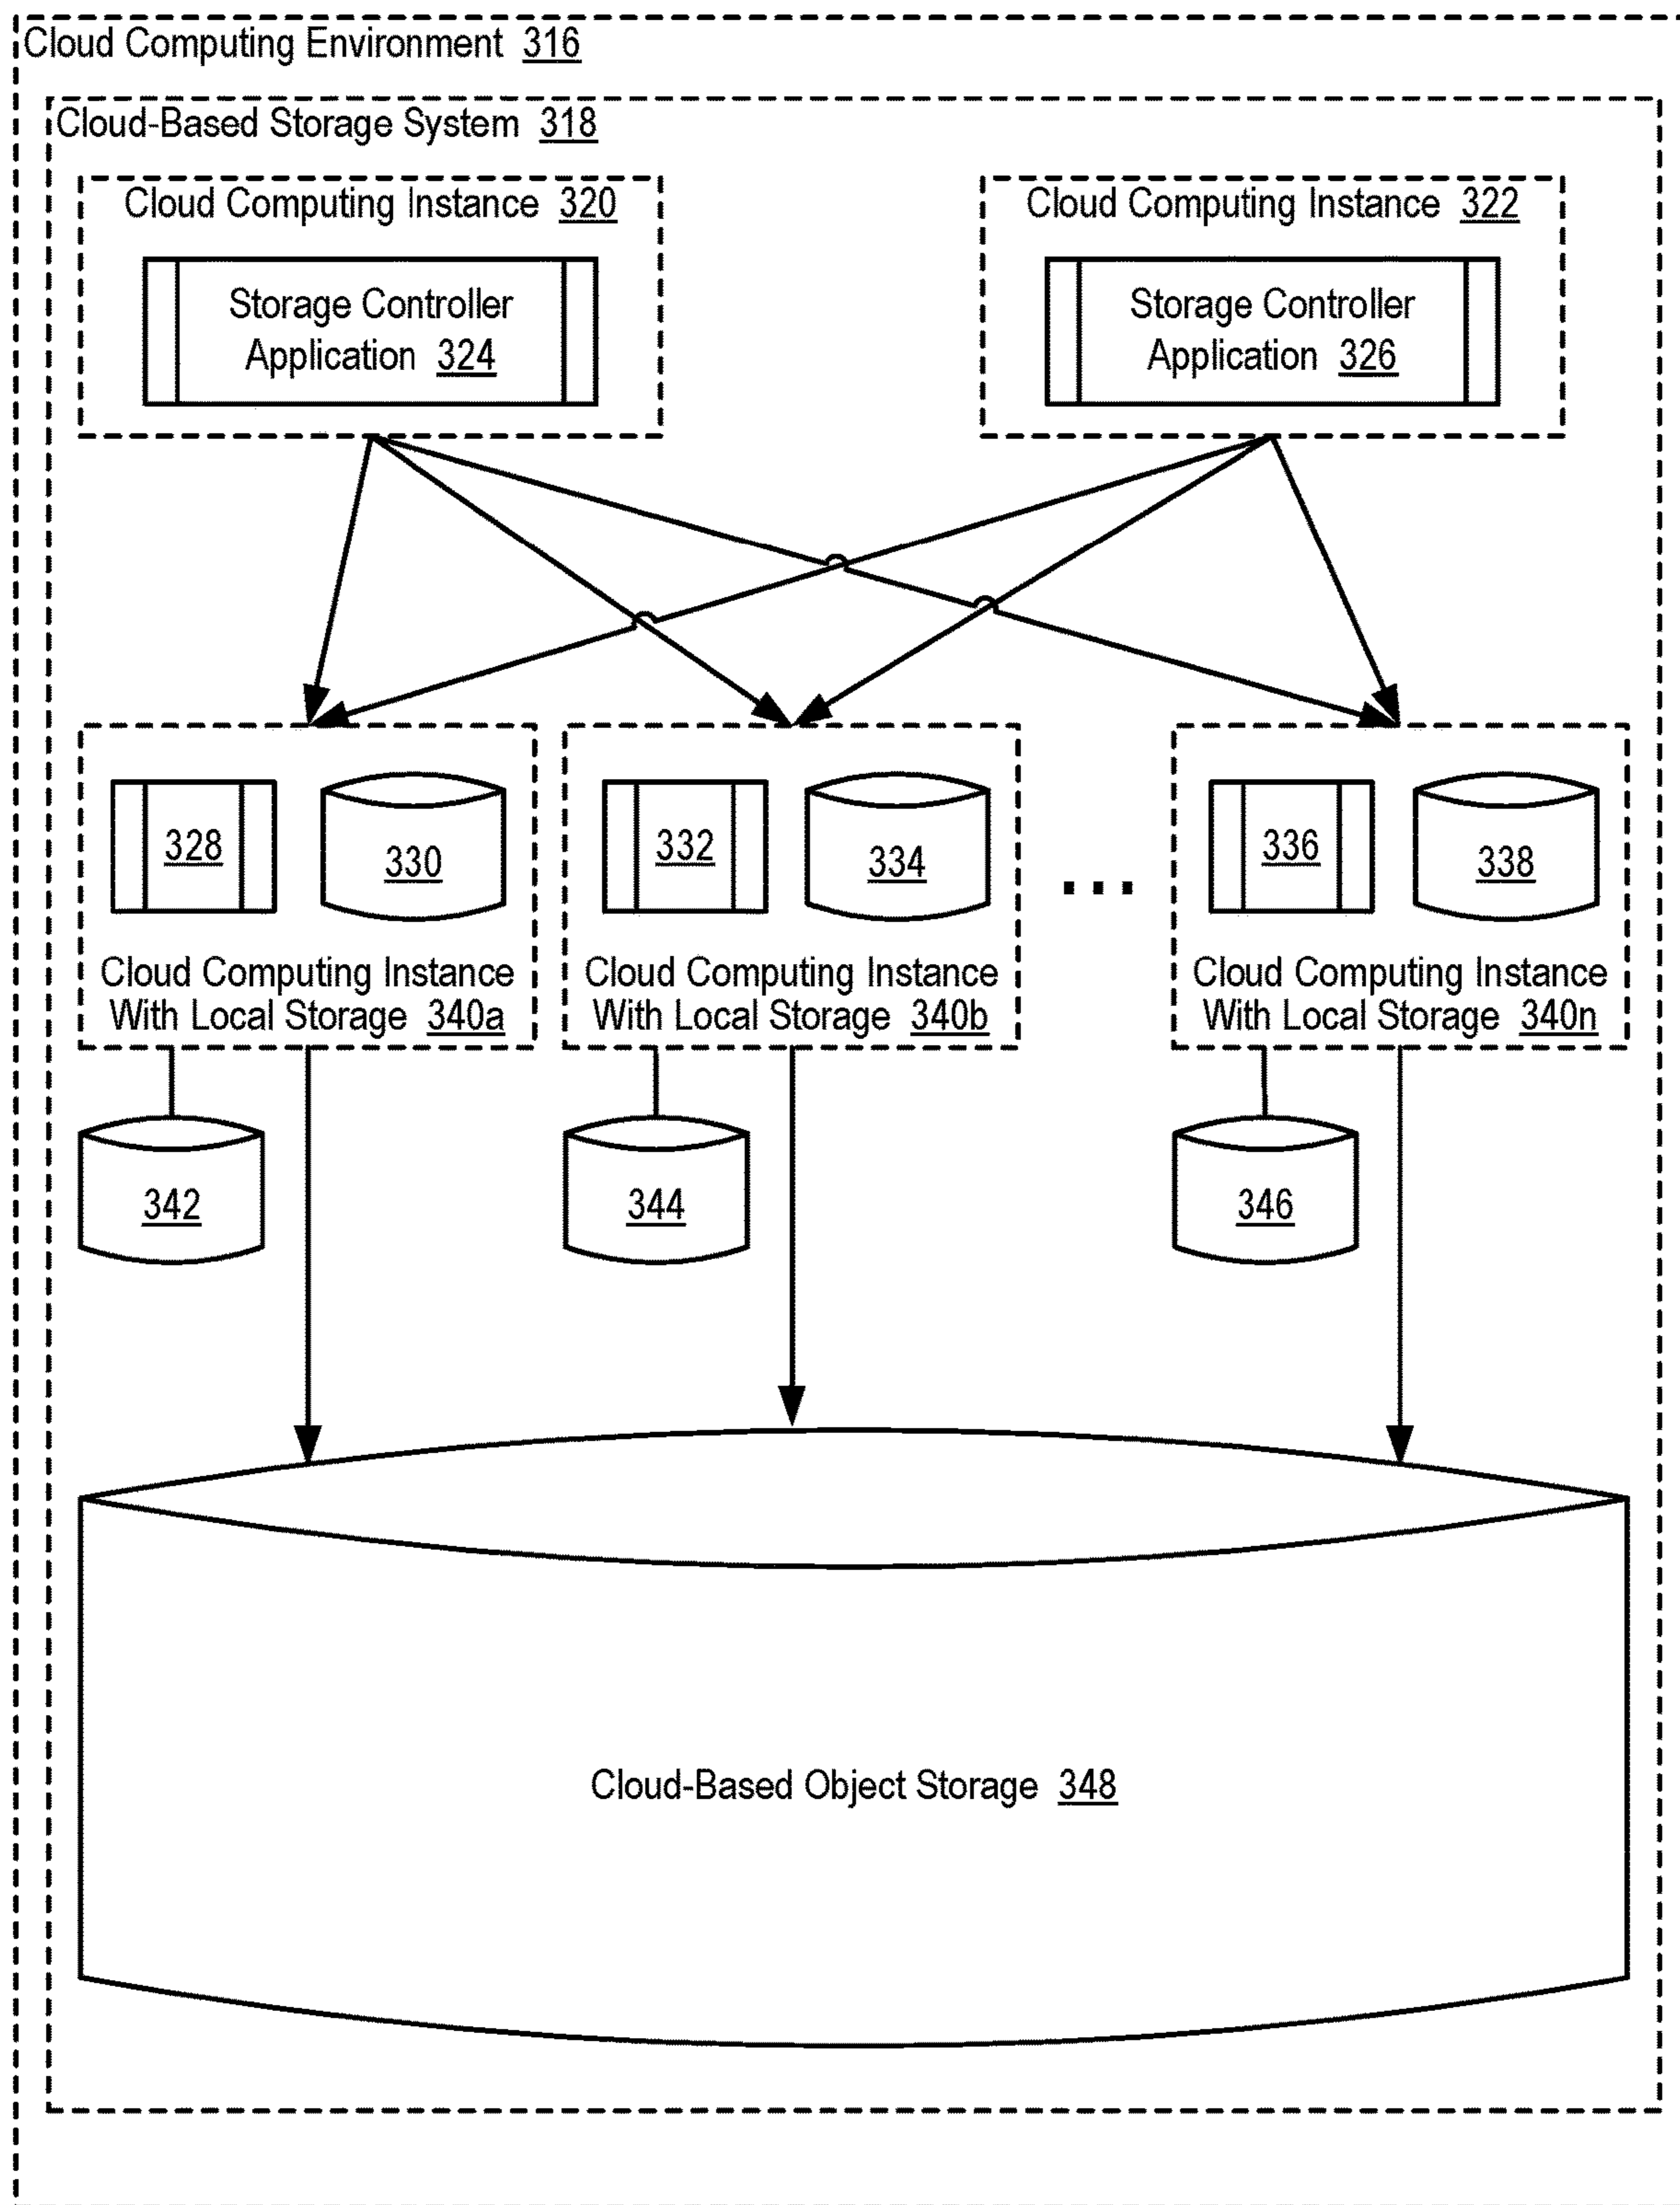 Cloud Computing Environment 316
Cloud-Based Storage System 318
Cloud Computing Instance 320
Storage Controller
Application 324
Cloud Computing Instance 322
Storage Controller
Application 326
328
330
Cloud Computing Instance
With Local Storage 340a
332
334
Cloud Computing Instance
With Local Storage 340b
...
336
338
Cloud Computing Instance
With Local Storage 340n
342
344
346
Cloud-Based Object Storage 348